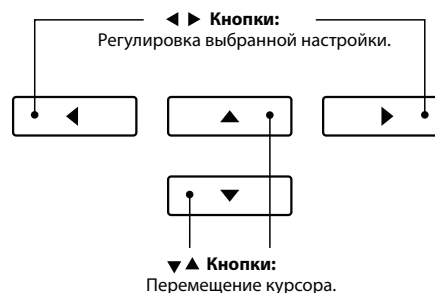 ◀ ▶ Кнопки:
Регулировка выбранной настройки.
◀ ▲ ▶
▼
▼ ▲ Кнопки:
Перемещение курсора.